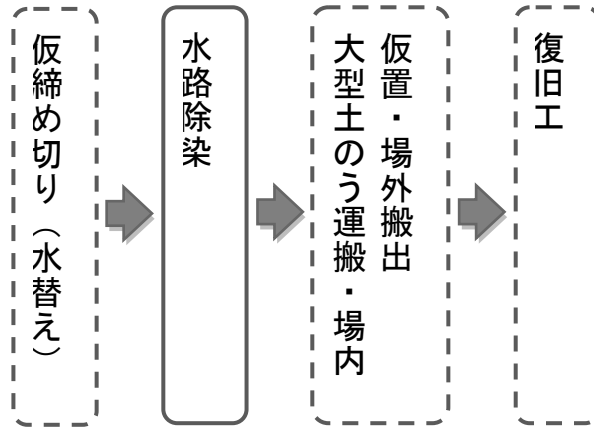 仮締め切り（水替え）
水路除染
大型土のう運搬・場内
仮置・場外搬出
復旧工